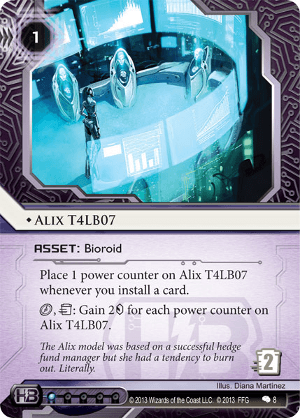 1
Alix T4LB07
ASSET: Bioroid
Place 1 power counter on Alix T4LB07
whenever you install a card.
, : Gain 2 for each power counter on
Alix T4LB07.
The Alix model was based on a successful hedge
fund manager but she had a tendency to burn
out. Literally.
2
Illus. Diana Martinez
HB
© 2013 Wizards of the Coast LLC. © 2013 FFG
8